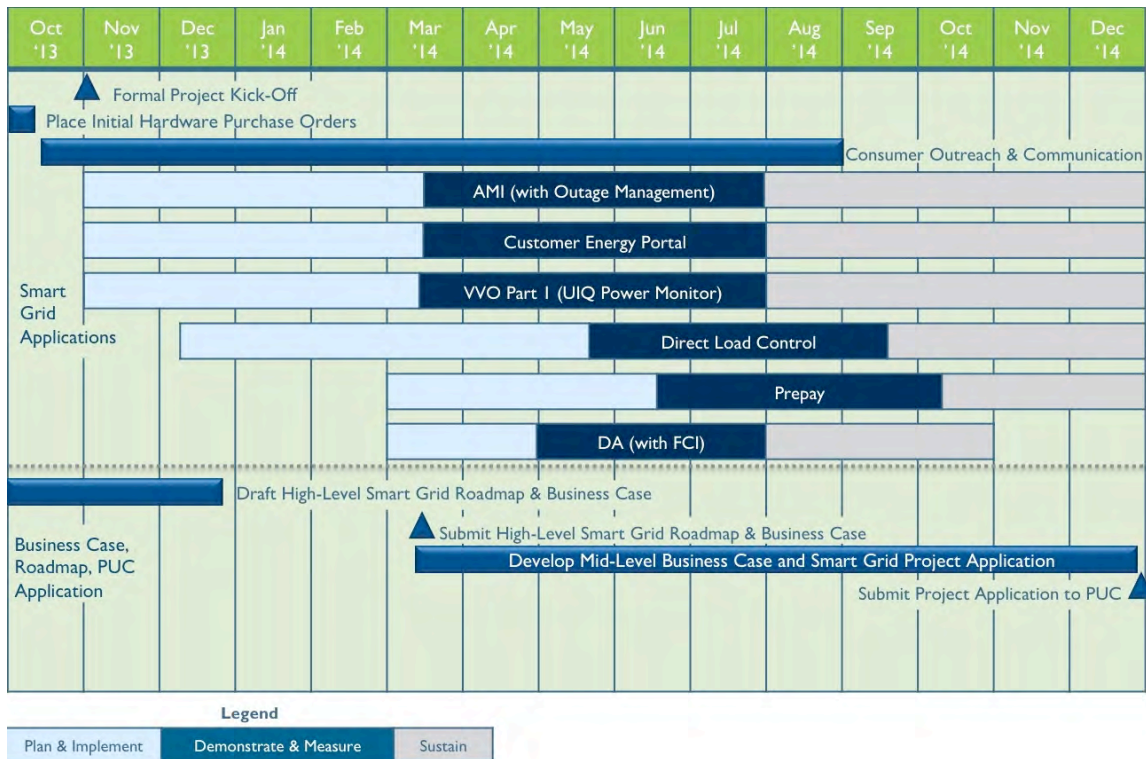 Oct '13
Nov '13
Dec '13
Jan '14
Feb '14
Mar '14
Apr '14
May '14
Jun '14
Jul '14
Aug '14
Sep '14
Oct '14
Nov '14
Dec '14
Formal Project Kick-Off
Place Initial Hardware Purchase Orders
Consumer Outreach & Communication
AMI (with Outage Management)
Customer Energy Portal
VVO Part 1 (UIQ Power Monitor)
Smart
Grid
Applications
Direct Load Control
Prepay
DA (with FCI)
Draft High-Level Smart Grid Roadmap & Business Case
Submit High-Level Smart Grid Roadmap & Business Case
Business Case,
Roadmap, PUC
Application
Develop Mid-Level Business Case and Smart Grid Project Application
Submit Project Application to PUC
Legend
Plan & Implement
Demonstrate & Measure
Sustain